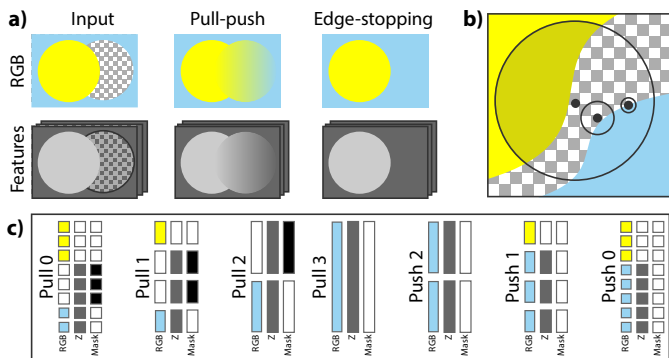 a) Input Pull-push Edge-stopping b)
RGB
Features
c) Pull 0 Pull 1 Pull 2 Pull 3 Push 2 Push 1 Push 0
RGB Z Mask RGB Z Mask RGB Z Mask RGB Z Mask RGB Z Mask RGB Z Mask RGB Z Mask